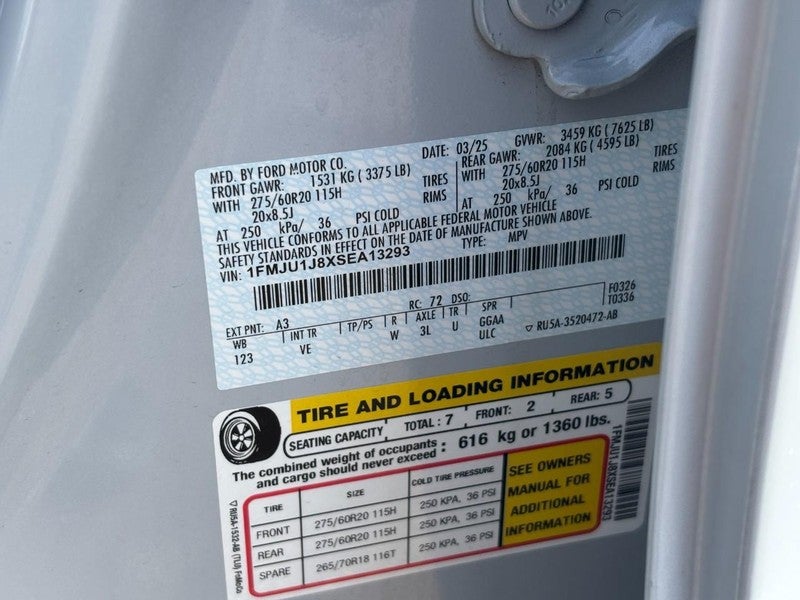 MFD. BY FORD MOTOR CO.
DATE: 03/25 GVWR: 3459 KG ( 7625 LB)
FRONT GAWR: 1531 KG ( 3375 LB) REAR GAWR: 2084 KG ( 4595 LB)
WITH 275/60R20 115H TIRES WITH 275/60R20 115H TIRES
20x8.5J RIMS 20x8.5J RIMS
AT 250 kPa/ 36 PSI COLD AT 250 kPa/ 36 PSI COLD
THIS VEHICLE CONFORMS TO ALL APPLICABLE FEDERAL MOTOR VEHICLE
SAFETY STANDARDS IN EFFECT ON THE DATE OF MANUFACTURE SHOWN ABOVE.
VIN: 1FMJU1J8XSEA13293 TYPE: MPV
F0326
T0336
EXT PNT: A3 RC: 72 DSO:
WB INT TR TP/PS R AXLE TR SPR
123 VE W 3L U GGAA
ULC ▽ RU5A-3520472-AB
TIRE AND LOADING INFORMATION
SEATING CAPACITY TOTAL : 7 FRONT: 2 REAR: 5
The combined weight of occupants
and cargo should never exceed : 616 kg or 1360 lbs.
TIRE SIZE COLD TIRE PRESSURE
FRONT 275/60R20 115H 250 KPA, 36 PSI
REAR 275/60R20 115H 250 KPA, 36 PSI
SPARE 265/70R18 116T 250 KPA, 36 PSI
SEE OWNERS
MANUAL FOR
ADDITIONAL
INFORMATION
▽ RU5A-1532-AB (TLU) FoMoCo
1FMJU1J8XSEA13293